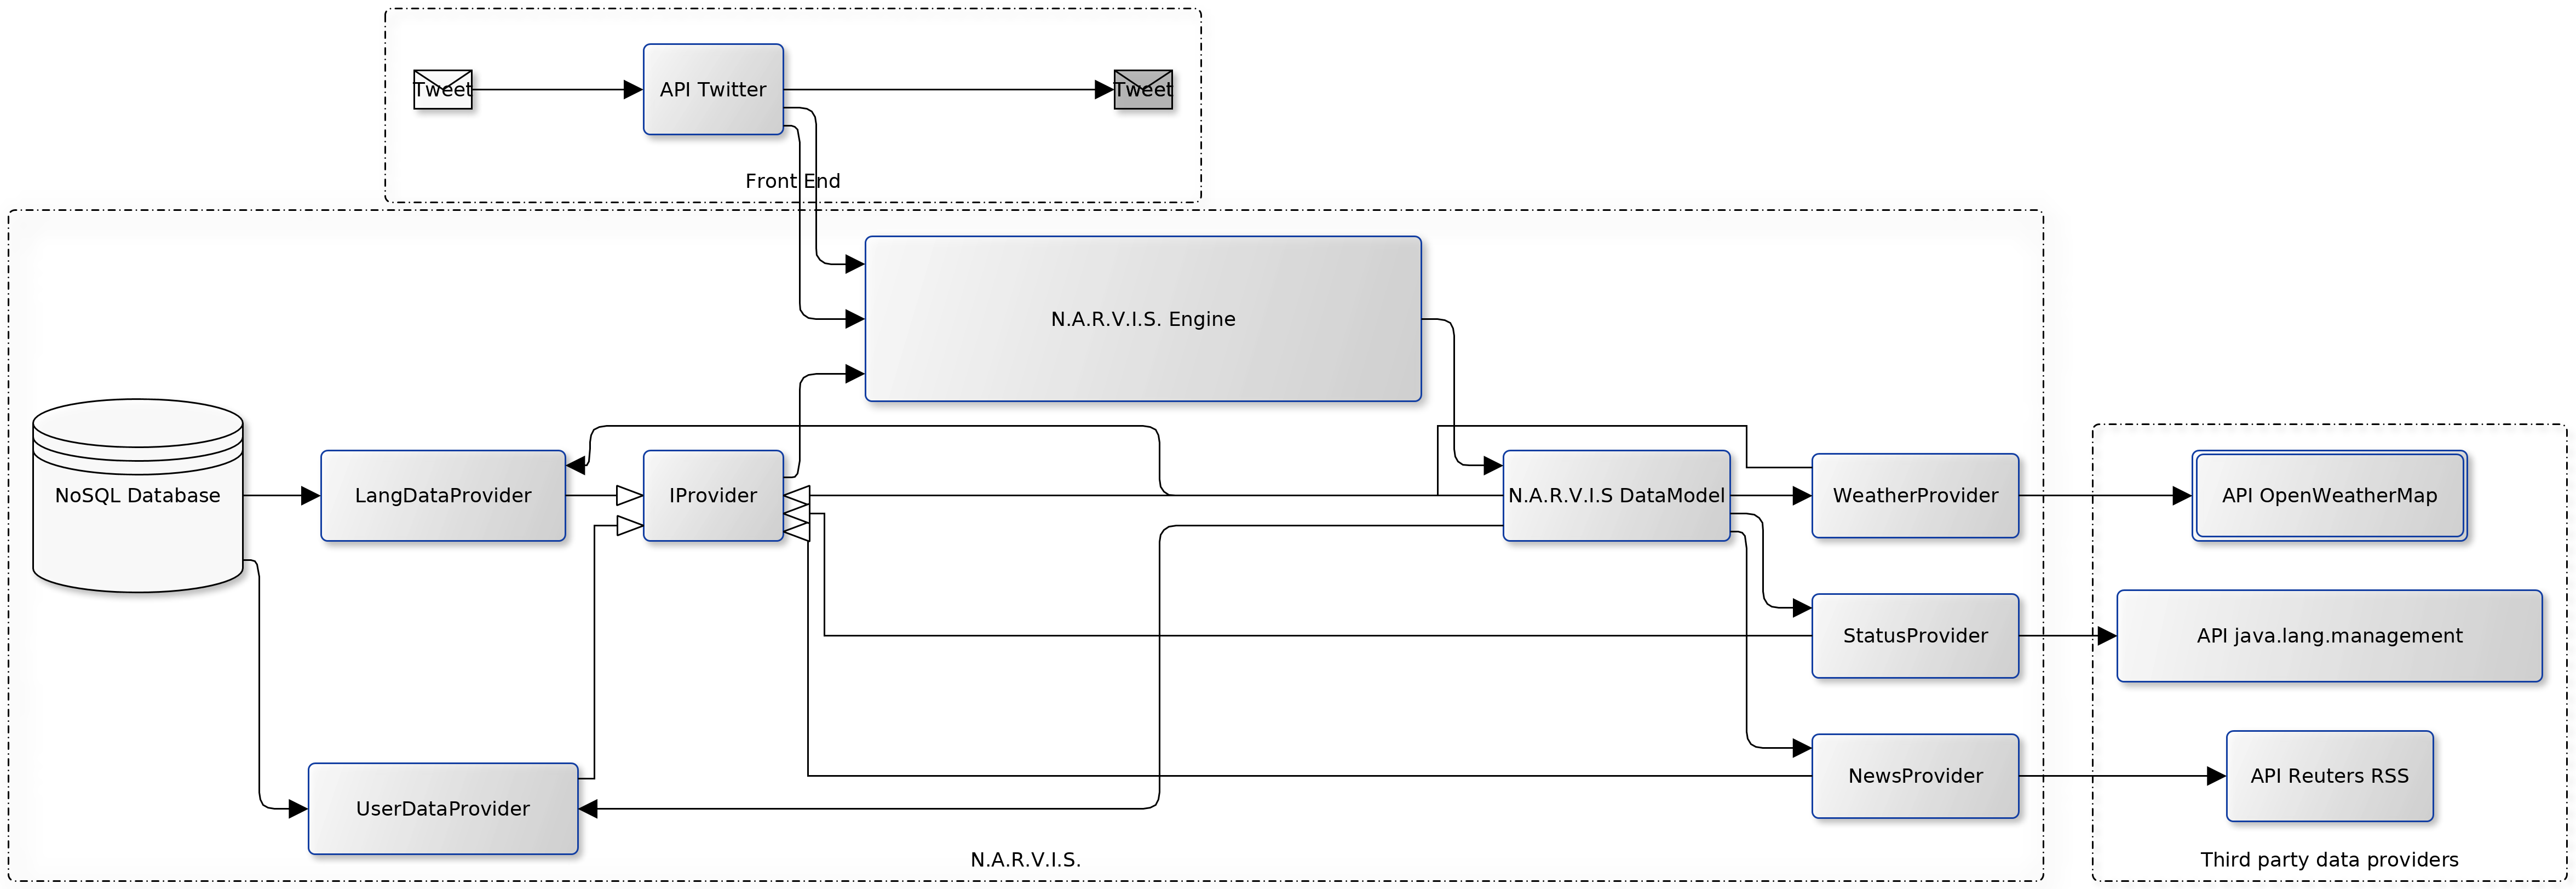 Tweet
API Twitter
Tweet
Front End
N.A.R.V.I.S. Engine
NoSQL Database
LangDataProvider
IProvider
N.A.R.V.I.S DataModel
WeatherProvider
API OpenWeatherMap
StatusProvider
API java.lang.management
UserDataProvider
NewsProvider
API Reuters RSS
N.A.R.V.I.S.
Third party data providers